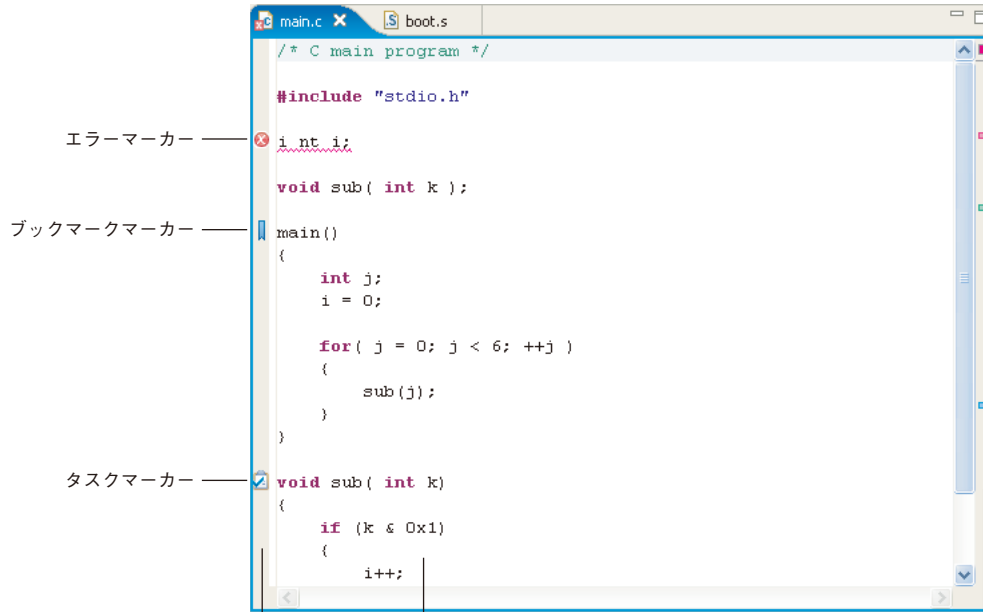 main.c boot.s
/* C main program */
#include "stdio.h"
エラーマーカー
i nt i;
void sub( int k );
ブックマークマーカー
main()
{
int j;
i = 0;
for( j = 0; j < 6; ++j )
{
sub(j);
}
}
タスクマーカー
void sub( int k)
{
if (k & 0x1)
{
i++;